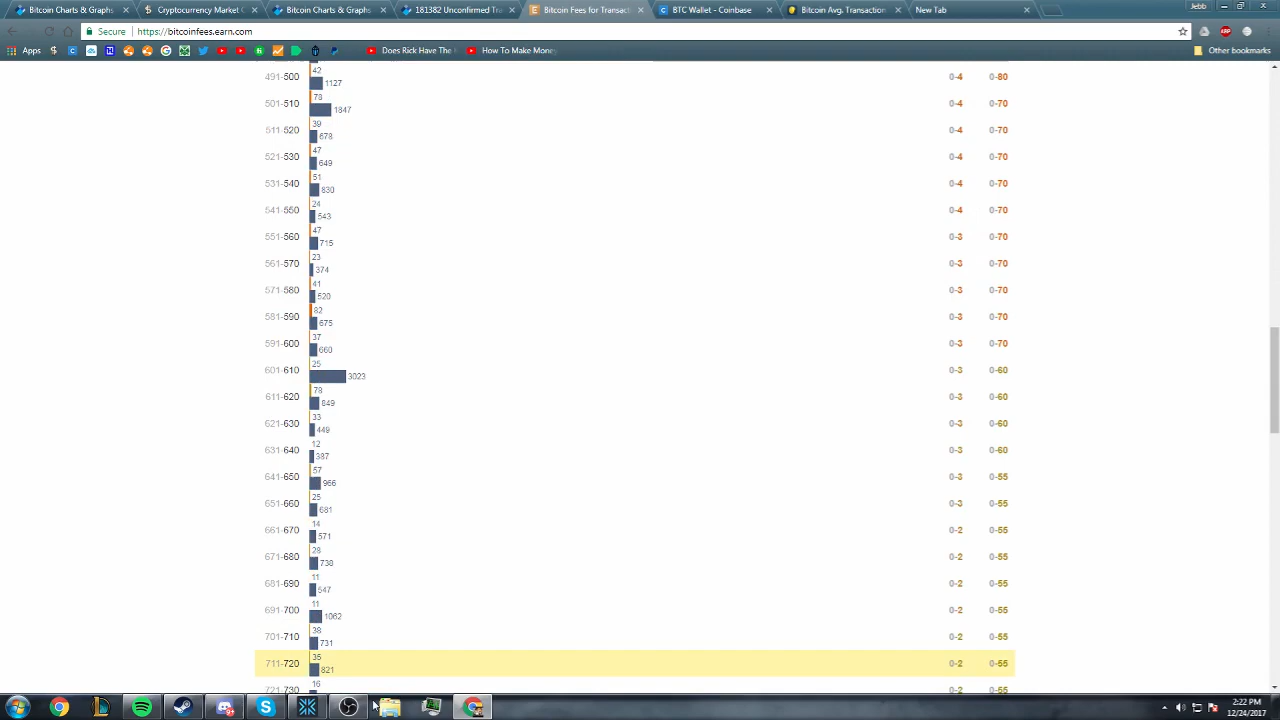 Bitcoin Charts & Graphs
Cryptocurrency Market C
Bitcoin Charts & Graphs
181382 Unconfirmed Tra
Bitcoin Fees for Transact
BTC Wallet - Coinbase
Bitcoin Avg. Transaction
New Tab
Jebb
Secure
https://bitcoinfees.earn.com
Apps
Does Rick Have The
How To Make Money
Other bookmarks
42
491-500 1127 0-4 0-80
78
501-510 1847 0-4 0-70
39
511-520 678 0-4 0-70
47
521-530 649 0-4 0-70
51
531-540 830 0-4 0-70
24
541-550 543 0-4 0-70
47
551-560 715 0-3 0-70
23
561-570 374 0-3 0-70
41
571-580 520 0-3 0-70
82
581-590 675 0-3 0-70
37
591-600 660 0-3 0-70
25
601-610 3023 0-3 0-60
78
611-620 849 0-3 0-60
33
621-630 449 0-3 0-60
12
631-640 387 0-3 0-60
57
641-650 966 0-3 0-55
25
651-660 681 0-3 0-55
14
661-670 571 0-2 0-55
28
671-680 738 0-2 0-55
11
681-690 547 0-2 0-55
11
691-700 1062 0-2 0-55
38
701-710 731 0-2 0-55
35
711-720 821 0-2 0-55
16
721-730 0-2 0-55
2:22 PM
12/24/2017